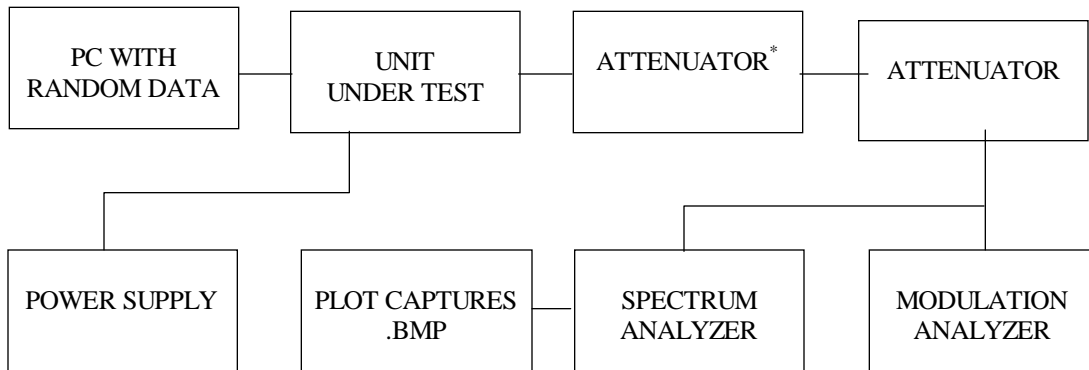 PC WITH
RANDOM DATA
UNIT
UNDER TEST
ATTENUATOR*
ATTENUATOR
POWER SUPPLY
PLOT CAPTURES
.BMP
SPECTRUM
ANALYZER
MODULATION
ANALYZER